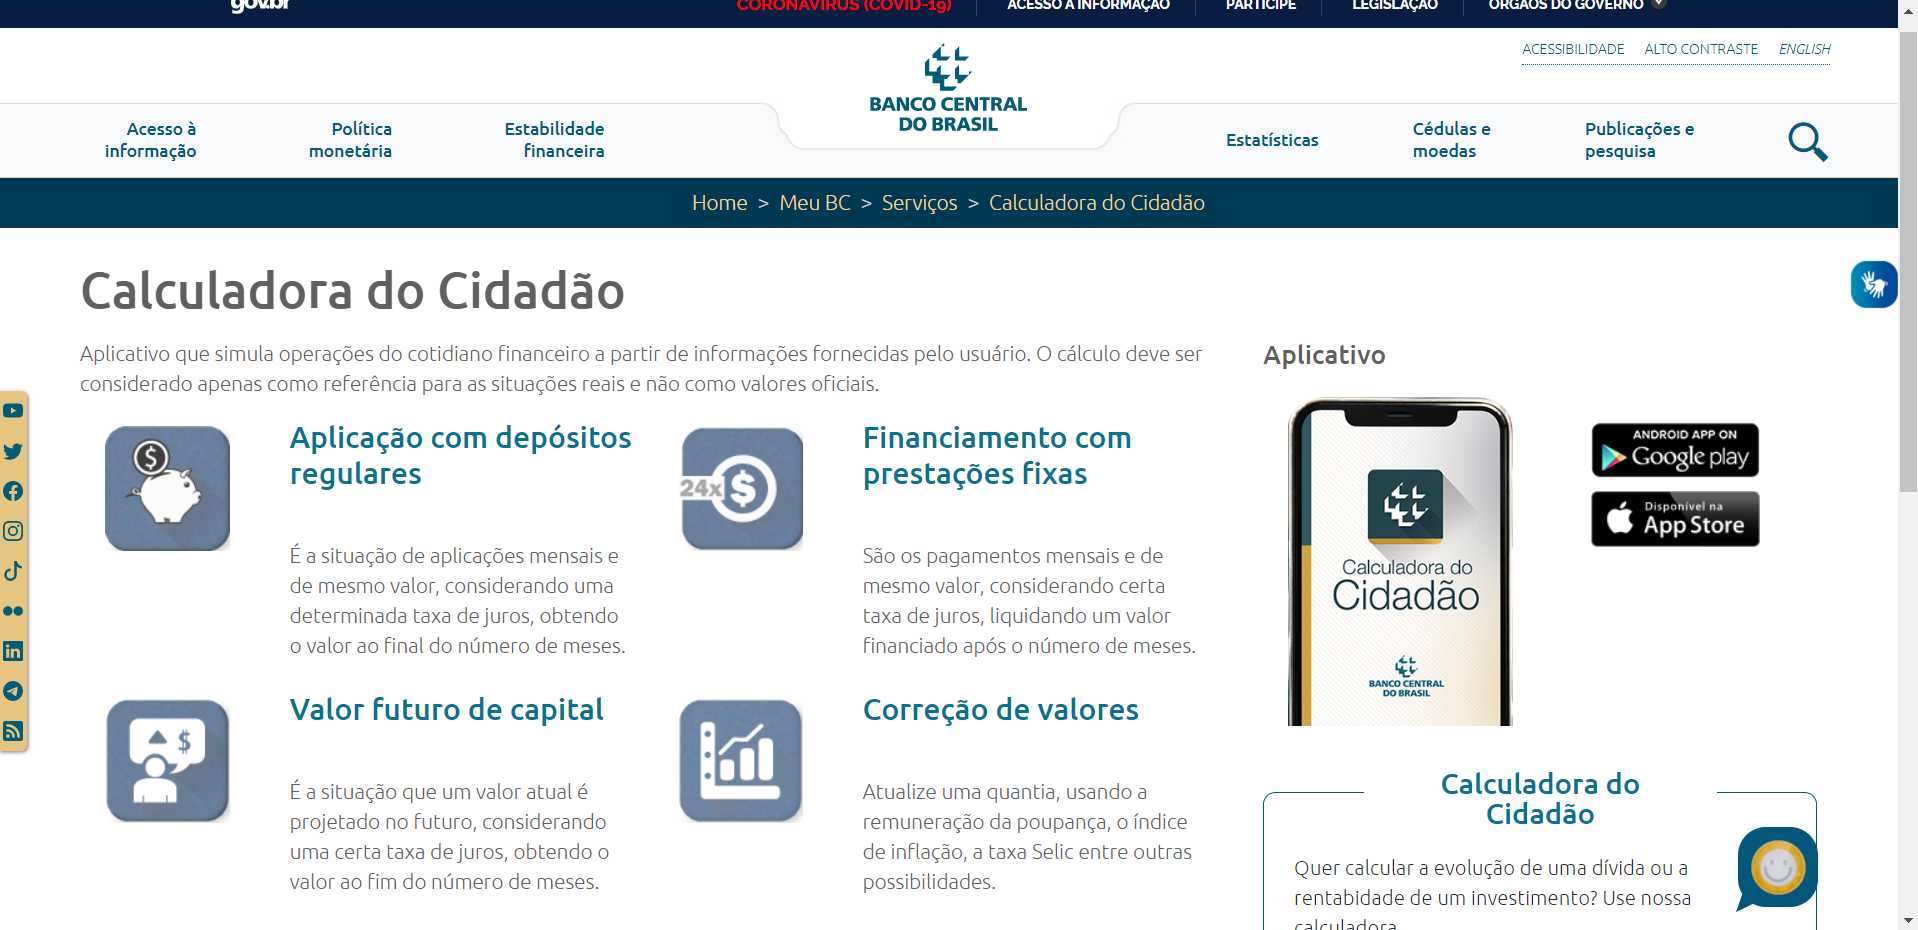 gov.br
CORONAVÍRUS (COVID-19)
ACESSO À INFORMAÇÃO
PARTICIPE
LEGISLAÇÃO
ÓRGÃOS DO GOVERNO
ACESSIBILIDADE
ALTO CONTRASTE
ENGLISH
BANCO CENTRAL
DO BRASIL
Acesso à
informação
Política
monetária
Estabilidade
financeira
Estatísticas
Cédulas e
moedas
Publicações e
pesquisa
Home > Meu BC > Serviços > Calculadora do Cidadão
Calculadora do Cidadão
Aplicativo que simula operações do cotidiano financeiro a partir de informações fornecidas pelo usuário. O cálculo deve ser
considerado apenas como referência para as situações reais e não como valores oficiais.
$
Aplicação com depósitos
regulares
É a situação de aplicações mensais e
de mesmo valor, considerando uma
determinada taxa de juros, obtendo
o valor ao final do número de meses.
24x $
Financiamento com
prestações fixas
São os pagamentos mensais e de
mesmo valor, considerando certa
taxa de juros, liquidando um valor
financiado após o número de meses.
$
Valor futuro de capital
É a situação que um valor atual é
projetado no futuro, considerando
uma certa taxa de juros, obtendo o
valor ao fim do número de meses.
Correção de valores
Atualize uma quantia, usando a
remuneração da poupança, o índice
de inflação, a taxa Selic entre outras
possibilidades.
Aplicativo
Calculadora do
Cidadão
BANCO CENTRAL
DO BRASIL
ANDROID APP ON
Google play
Disponível na
App Store
Calculadora do
Cidadão
Quer calcular a evolução de uma dívida ou a
rentabidade de um investimento? Use nossa
calculadora